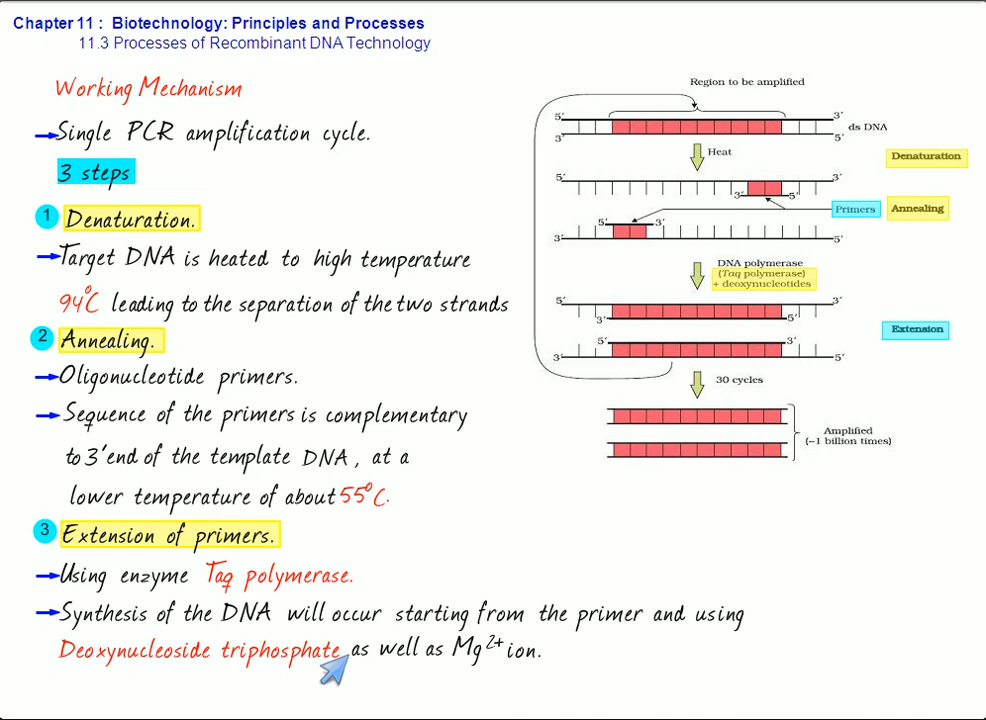 Chapter 11 : Biotechnology: Principles and Processes
11.3 Processes of Recombinant DNA Technology
Working Mechanism
Single PCR amplification cycle.
3 steps
1 Denaturation.
Target DNA is heated to high temperature
94°C leading to the separation of the two strands
2 Annealing.
Oligonucleotide primers.
Sequence of the primers is complementary
to 3' end of the template DNA, at a
lower temperature of about 55°C.
3 Extension of primers.
Using enzyme Taq polymerase.
Synthesis of the DNA will occur starting from the primer and using
Deoxynucleoside triphosphate as well as Mg2+ ion.
Region to be amplified
5' 3'
ds DNA
3' 5'
Heat
Denaturation
5' 3'
3' 5'
Primers
Annealing
5' 3'
3' 5'
DNA polymerase
(Taq polymerase)
+ deoxynucleotides
5' 3'
3' 5'
Extension
5' 3'
3' 5'
30 cycles
Amplified
(~1 billion times)